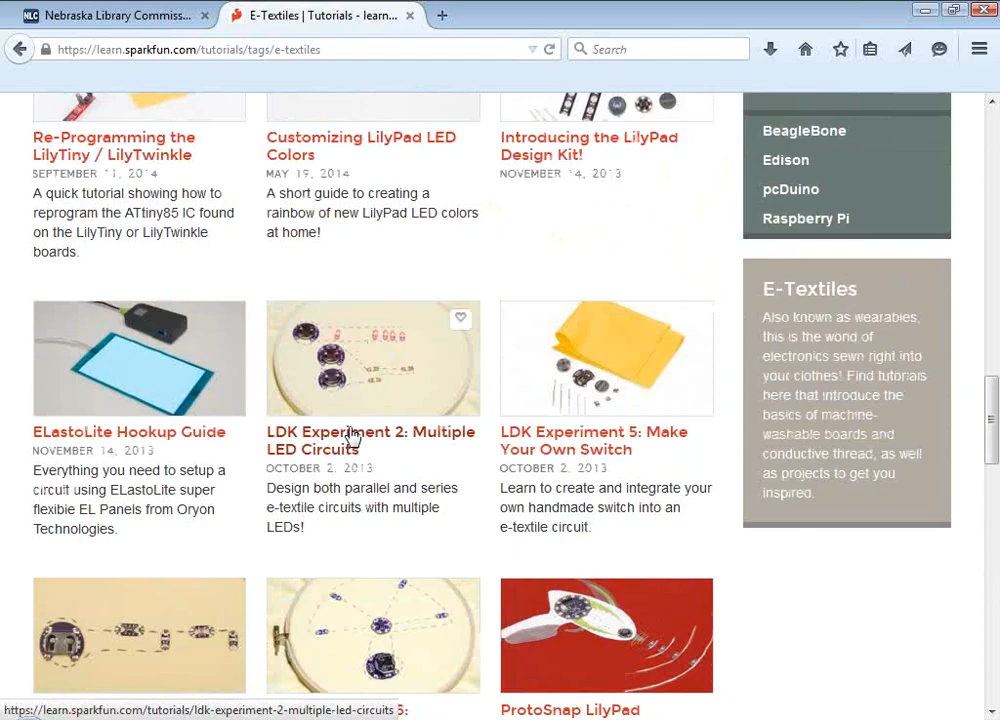 Nebraska Library Commiss...
E-Textiles | Tutorials - learn...
https://learn.sparkfun.com/tutorials/tags/e-textiles
Search
Re-Programming the
LilyTiny / LilyTwinkle
SEPTEMBER 11, 2014
A quick tutorial showing how to
reprogram the ATtiny85 IC found
on the LilyTiny or LilyTwinkle
boards.
Customizing LilyPad LED
Colors
MAY 19, 2014
A short guide to creating a
rainbow of new LilyPad LED colors
at home!
Introducing the LilyPad
Design Kit!
NOVEMBER 14, 2013
BeagleBone
Edison
pcDuino
Raspberry Pi
E-Textiles
Also known as wearables,
this is the world of
electronics sewn right into
your clothes! Find tutorials
here that introduce the
basics of machine-
washable boards and
conductive thread, as well
as projects to get you
inspired.
ELastoLite Hookup Guide
NOVEMBER 14, 2013
Everything you need to setup a
circuit using ELastoLite super
flexible EL Panels from Oryon
Technologies.
LDK Experiment 2: Multiple
LED Circuits
OCTOBER 2, 2013
Design both parallel and series
e-textile circuits with multiple
LEDs!
LDK Experiment 5: Make
Your Own Switch
OCTOBER 2, 2013
Learn to create and integrate your
own handmade switch into an
e-textile circuit.
ProtoSnap LilyPad
https://learn.sparkfun.com/tutorials/ldk-experiment-2-multiple-led-circuits